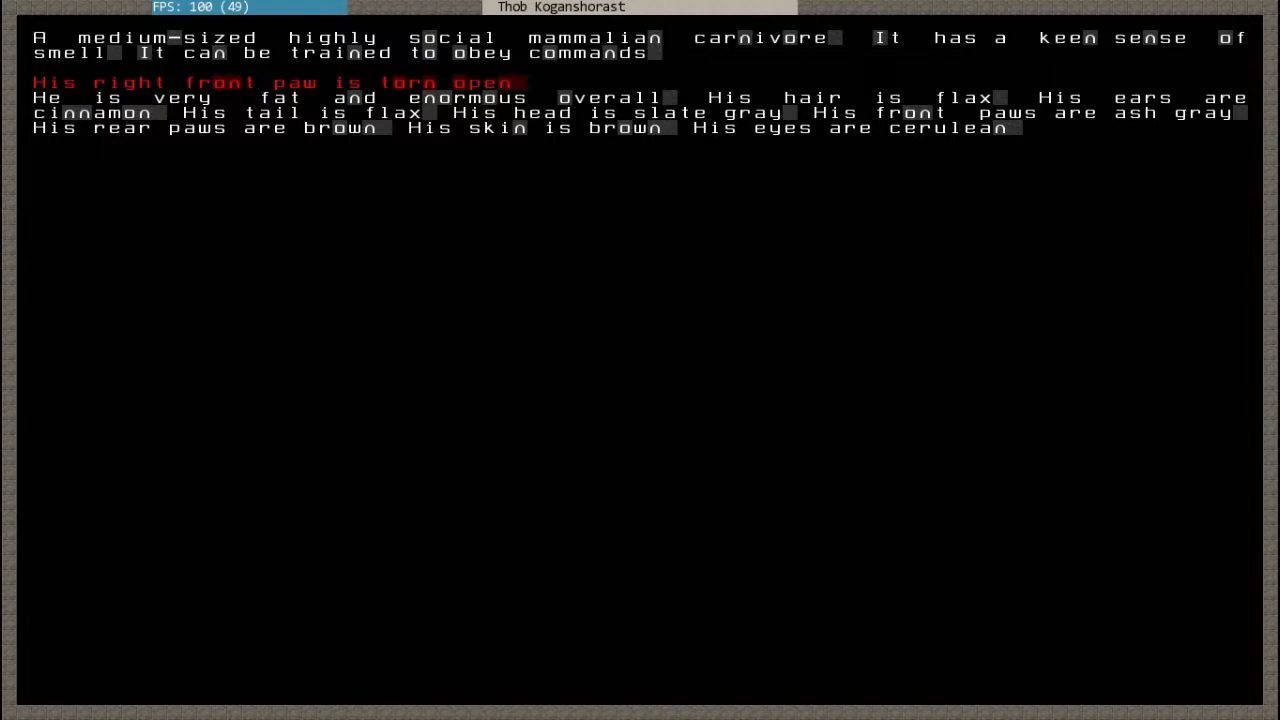 FPS: 100 (49)
Thob Koganshorast
A medium-sized highly social mammalian carnivore It has a keen sense of
smell It can be trained to obey commands
His right front paw is torn open
He is very fat and enormous overall His hair is flax His ears are
cinnamon His tail is flax His head is slate gray His front paws are ash gray
His rear paws are brown His skin is brown His eyes are cerulean